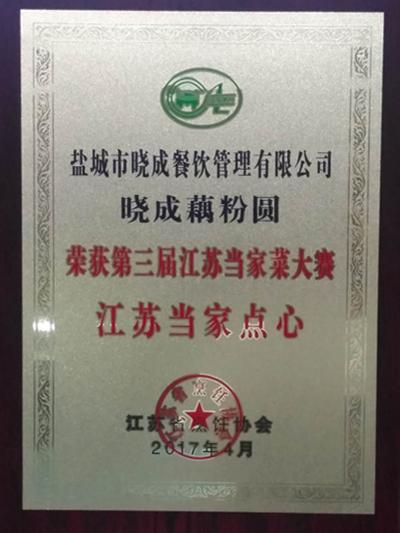 盐城市晓成餐饮管理有限公司
晓成藕粉圆
荣获第三届江苏当家菜大赛
江苏当家点心
江苏省烹饪协会
2017年4月